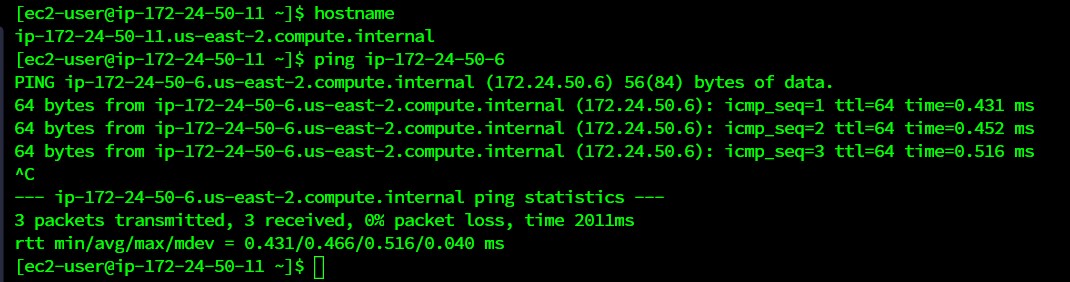 [ec2-user@ip-172-24-50-11 ~]$ hostname
ip-172-24-50-11.us-east-2.compute.internal
[ec2-user@ip-172-24-50-11 ~]$ ping ip-172-24-50-6
PING ip-172-24-50-6.us-east-2.compute.internal (172.24.50.6) 56(84) bytes of data.
64 bytes from ip-172-24-50-6.us-east-2.compute.internal (172.24.50.6): icmp_seq=1 ttl=64 time=0.431 ms
64 bytes from ip-172-24-50-6.us-east-2.compute.internal (172.24.50.6): icmp_seq=2 ttl=64 time=0.452 ms
64 bytes from ip-172-24-50-6.us-east-2.compute.internal (172.24.50.6): icmp_seq=3 ttl=64 time=0.516 ms
^C
--- ip-172-24-50-6.us-east-2.compute.internal ping statistics ---
3 packets transmitted, 3 received, 0% packet loss, time 2011ms
rtt min/avg/max/mdev = 0.431/0.466/0.516/0.040 ms
[ec2-user@ip-172-24-50-11 ~]$